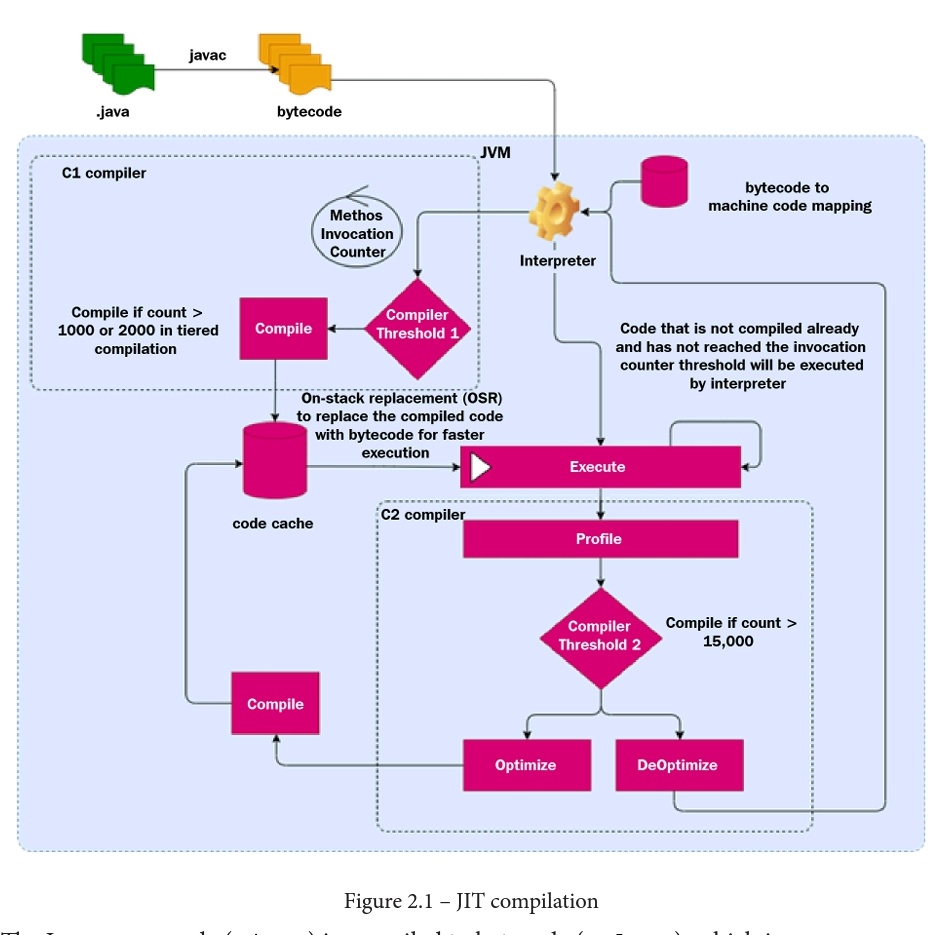 javac
.java
bytecode
JVM
C1 compiler
Methos
Invocation
Counter
bytecode to
machine code mapping
Interpreter
Compile if count >
1000 or 2000 in tiered
compilation
Compile
Compiler
Threshold 1
Code that is not compiled already
and has not reached the invocation
counter threshold will be executed
by interpreter
On-stack replacement (OSR)
to replace the compiled code
with bytecode for faster
execution
Execute
code cache
C2 compiler
Profile
Compiler
Threshold 2
Compile if count >
15,000
Compile
Optimize
DeOptimize
Figure 2.1 – JIT compilation